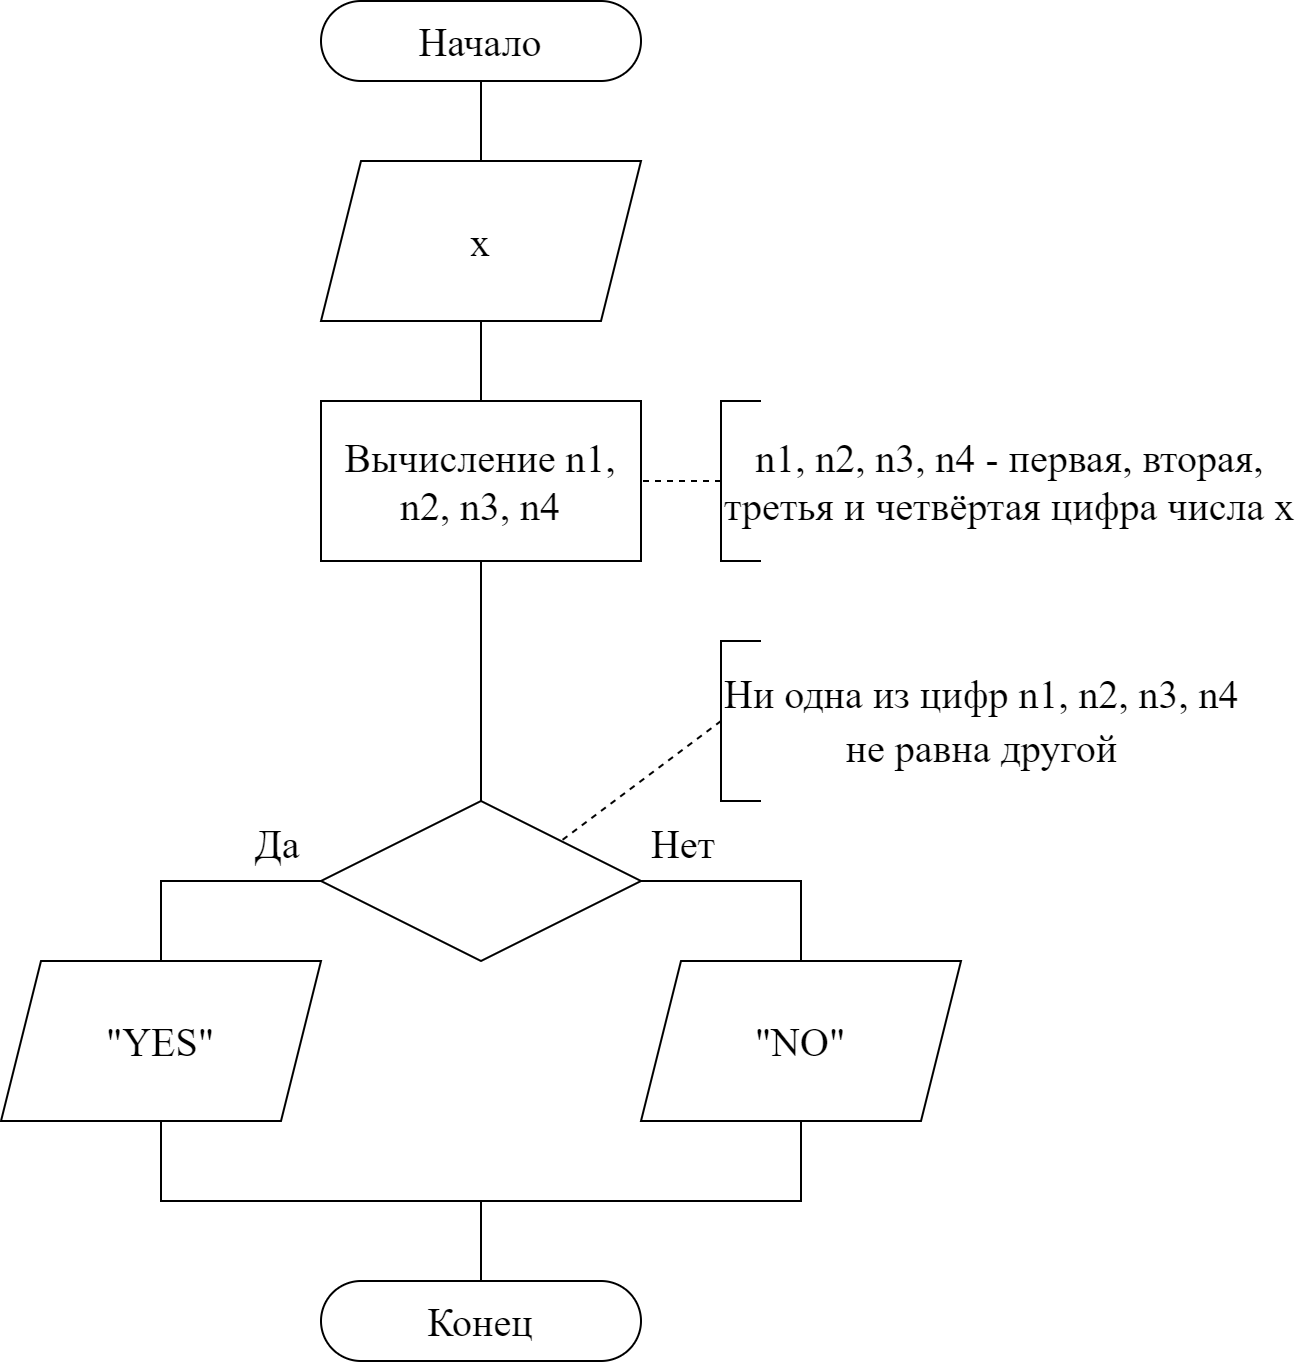 Начало
x
Вычисление n1,
n2, n3, n4
n1, n2, n3, n4 - первая, вторая,
третья и четвёртая цифра числа x
Ни одна из цифр n1, n2, n3, n4
не равна другой
Да
Нет
"YES"
"NO"
Конец